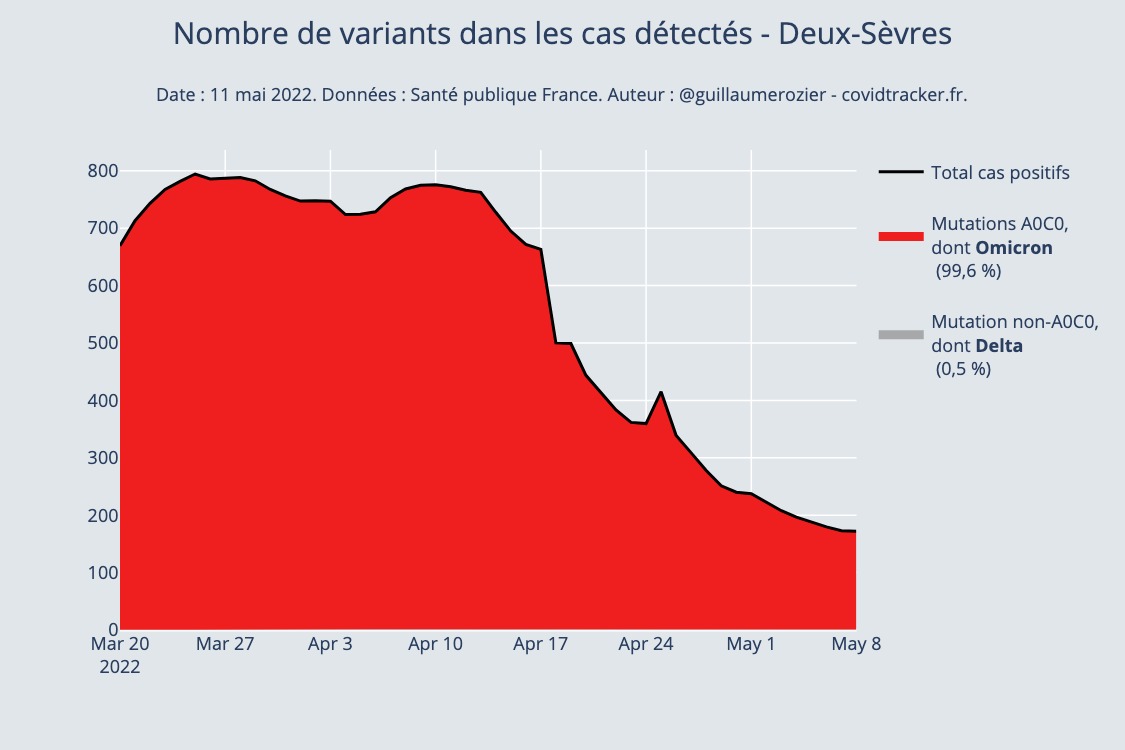 Nombre de variants dans les cas détectés - Deux-Sèvres
Date : 11 mai 2022. Données : Santé publique France. Auteur : @guillaumerozier - covidtracker.fr.
800
700
600
500
400
300
200
100
0
Mar 20
2022
Mar 27
Apr 3
Apr 10
Apr 17
Apr 24
May 1
May 8
Total cas positifs
Mutations A0C0,
dont Omicron
(99,6 %)
Mutation non-A0C0,
dont Delta
(0,5 %)